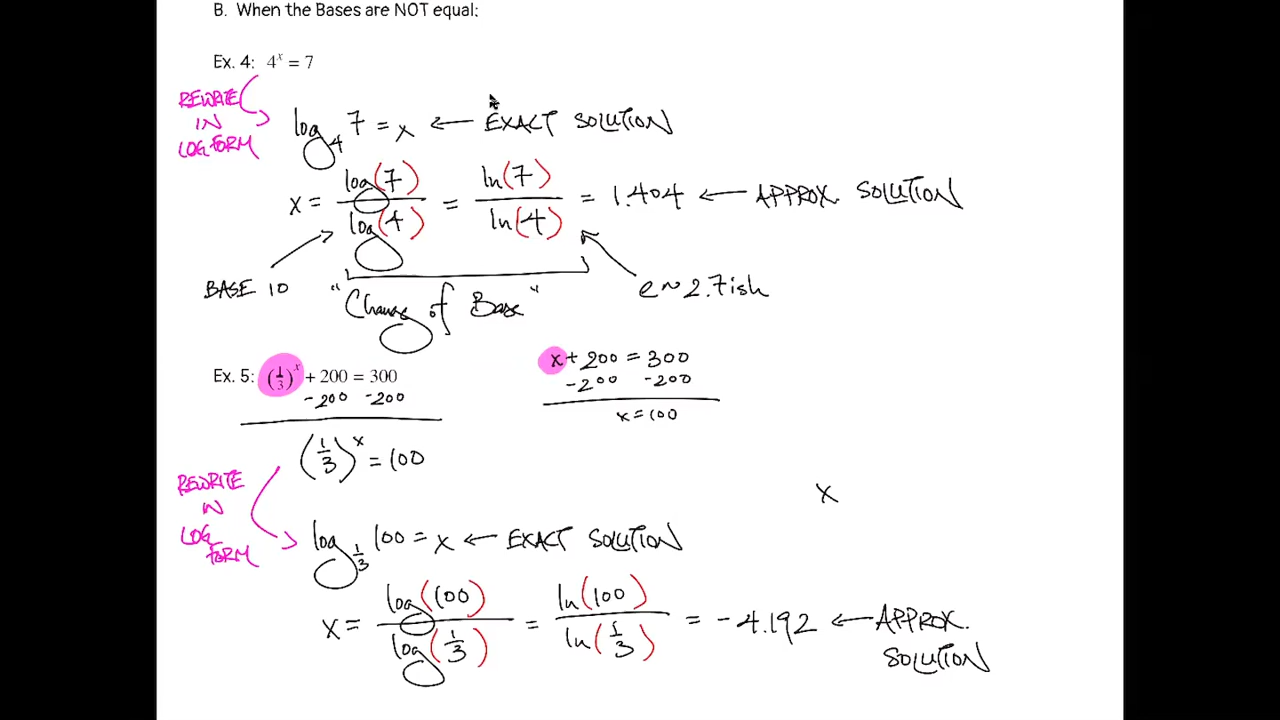 B. When the Bases are NOT equal:
Ex. 4: 4ˣ = 7
REWRITE
IN
LOG FORM
log₄ 7 = x ← EXACT SOLUTION
x = log(7)/log(4) = ln(7)/ln(4) = 1.404 ← APPROX. SOLUTION
BASE 10
"Change of Base"
e ~ 2.7ish
Ex. 5: (1/3)ˣ + 200 = 300
-200 -200
(1/3)ˣ = 100
x + 200 = 300
-200 -200
x = 100
x
REWRITE
IN
LOG
FORM
log_(1/3) 100 = x ← EXACT SOLUTION
x = log(100)/log(1/3) = ln(100)/ln(1/3) = -4.192 ← APPROX.
SOLUTION